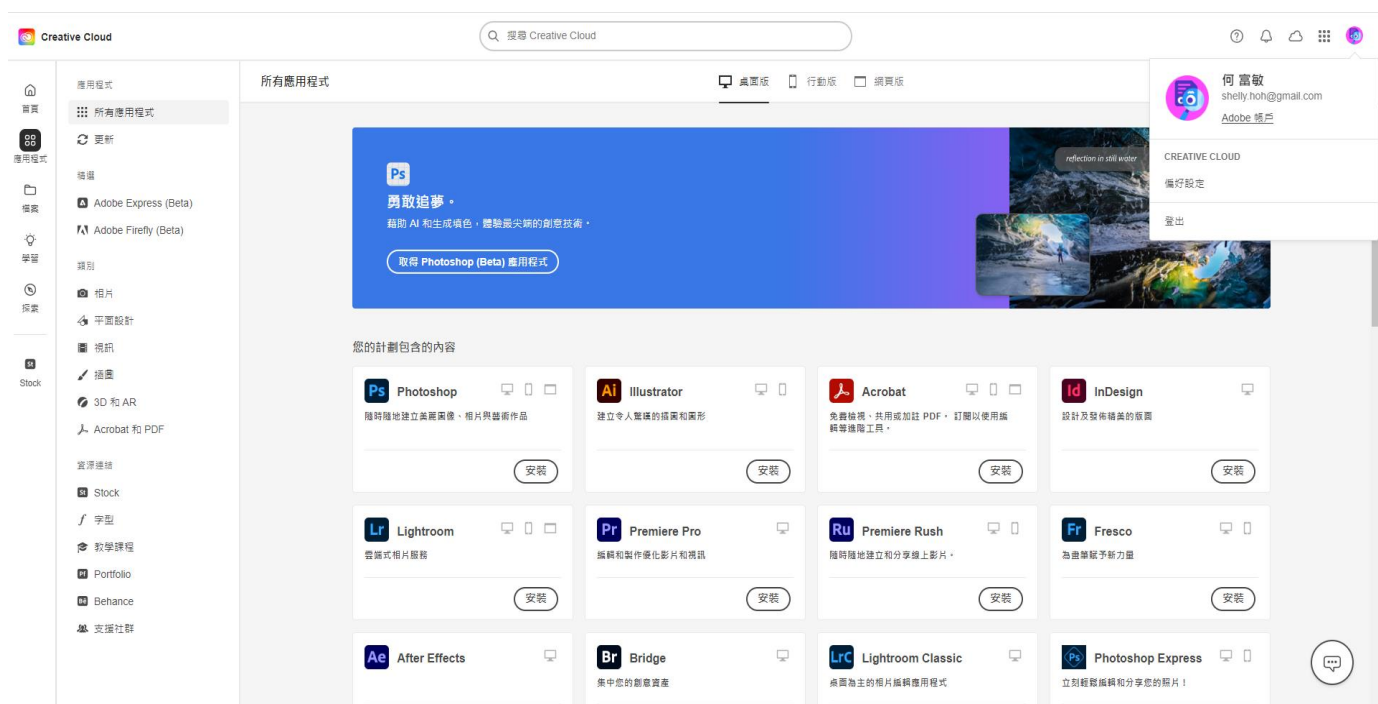 Creative Cloud
搜尋 Creative Cloud
何 富敏
shelly.hoh@gmail.com
Adobe 帳戶
CREATIVE CLOUD
偏好設定
登出
首頁
應用程式
檔案
學習
探索
St
Stock
應用程式
所有應用程式
更新
精選
Adobe Express (Beta)
Adobe Firefly (Beta)
類別
相片
平面設計
視訊
插圖
3D 和 AR
Acrobat 和 PDF
資源連結
St Stock
字型
教學課程
Pf Portfolio
Bē Behance
支援社群
所有應用程式
桌面版 行動版 網頁版
Ps
勇敢追夢。
藉助 AI 和生成填色，體驗最尖端的創意技術。
取得 Photoshop (Beta) 應用程式
reflection in still water
您的計劃包含的內容
Ps Photoshop
隨時隨地建立美麗圖像、相片與藝術作品
安裝
Ai Illustrator
建立令人驚嘆的插圖和圖形
安裝
Acrobat
免費檢視、共用或加註 PDF。 訂閱以使用編
輯等進階工具。
安裝
Id InDesign
設計及發佈精美的版面
安裝
Lr Lightroom
雲端式相片服務
安裝
Pr Premiere Pro
編輯和製作優化影片和視訊
安裝
Ru Premiere Rush
隨時隨地建立和分享線上影片。
安裝
Fr Fresco
為畫筆賦予新力量
安裝
Ae After Effects
Br Bridge
集中您的創意資產
LrC Lightroom Classic
桌面為主的相片編輯應用程式
Ps Photoshop Express
立刻輕鬆編輯和分享您的照片！